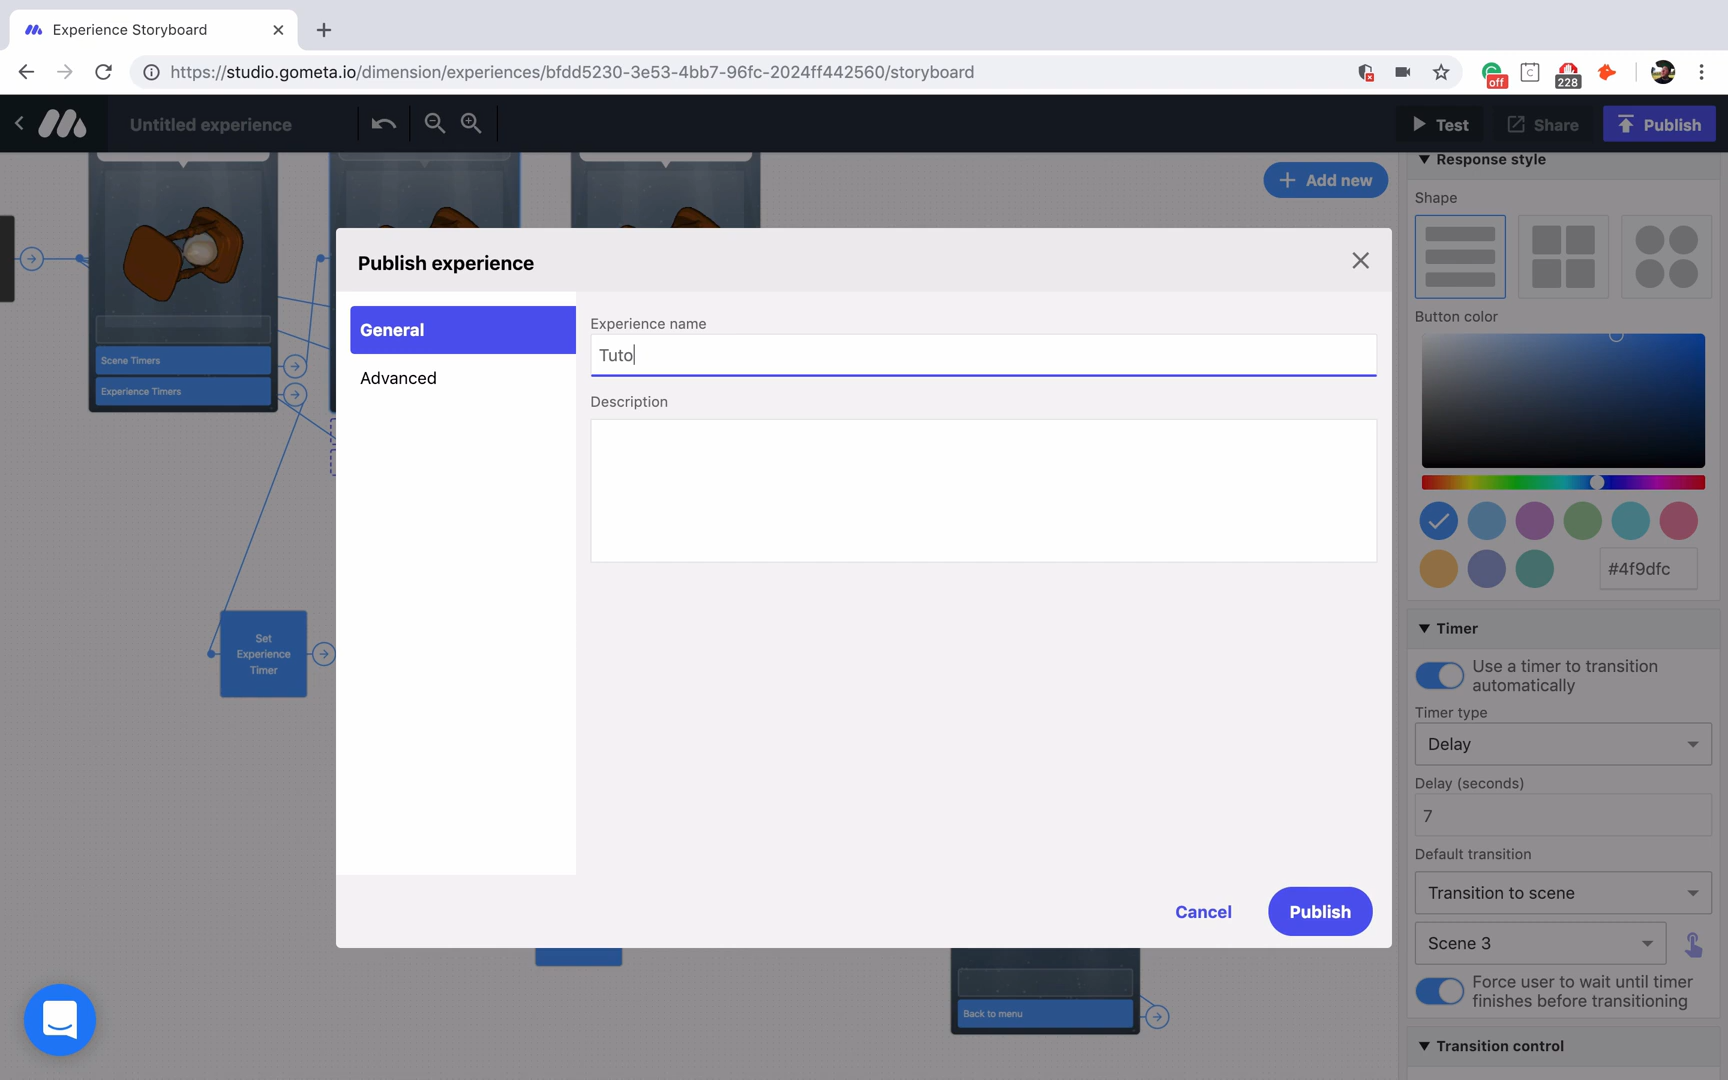 Experience Storyboard
https://studio.gometa.io/dimension/experiences/bfdd5230-3e53-4bb7-96fc-2024ff442560/storyboard
off
C
228
Untitled experience
Test
Share
Publish
Add new
Response style
Shape
Button color
#4f9dfc
Timer
Use a timer to transition
automatically
Timer type
Delay
Delay (seconds)
7
Default transition
Transition to scene
Scene 3
Force user to wait until timer
finishes before transitioning
Transition control
Scene Timers
Experience Timers
Set
Experience
Timer
Back to menu
Publish experience
General
Advanced
Experience name
Tuto
Description
Cancel
Publish